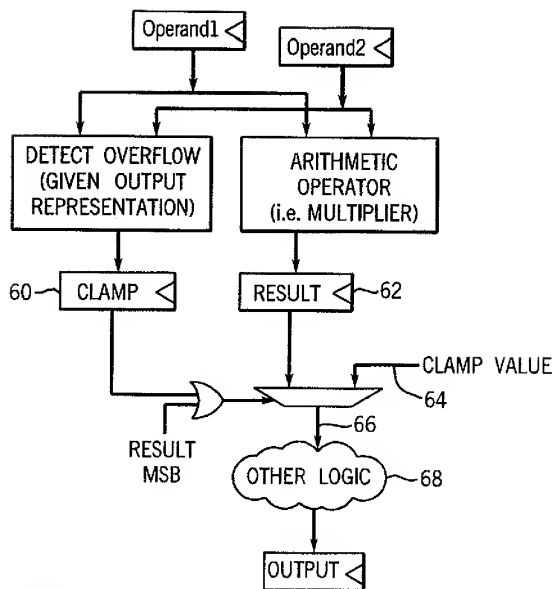 Operand1
Operand2
DETECT OVERFLOW
(GIVEN OUTPUT
REPRESENTATION)
ARITHMETIC
OPERATOR
(i.e. MULTIPLIER)
60
CLAMP
RESULT
62
CLAMP VALUE
64
RESULT
MSB
66
OTHER LOGIC
68
OUTPUT